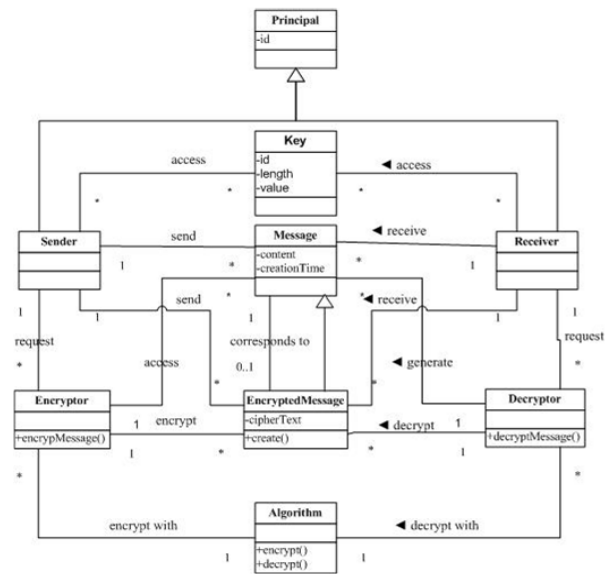 Principal
-id
Key
-id
-length
-value
access
◄ access
* * * *
Sender
Message
-content
-creationTime
Receiver
send
◄ receive
1 * * 1
* *
send
◄ receive
1 1 1 1
request
corresponds to
request
access
0..1
◄ generate
* * * *
Encryptor
+encrypMessage()
EncryptedMessage
-cipherText
+create()
Decryptor
+decryptMessage()
1 encrypt
◄ decrypt 1
1 * * 1
* *
Algorithm
+encrypt()
+decrypt()
encrypt with
◄ decrypt with
1 1